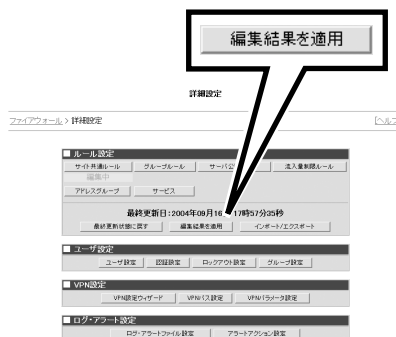 編集結果を適用
詳細設定
ファイアウォール > 詳細設定
[ヘルプ
■ ルール設定
サイト共通ルール グループルール サーバ公 流入量制限ルール
編集中
アドレスグループ サービス
最終更新日:2004年09月16 17時57分35秒
最終更新状態に戻す 編集結果を適用 インポート/エクスポート
■ ユーザ設定
ユーザ設定 認証設定 ロックアウト設定 グループ設定
■ VPN設定
VPN設定ウィザード VPNパス設定 VPNパラメータ設定
■ ログ・アラート設定
ログ・アラートファイル設定 アラートアクション設定